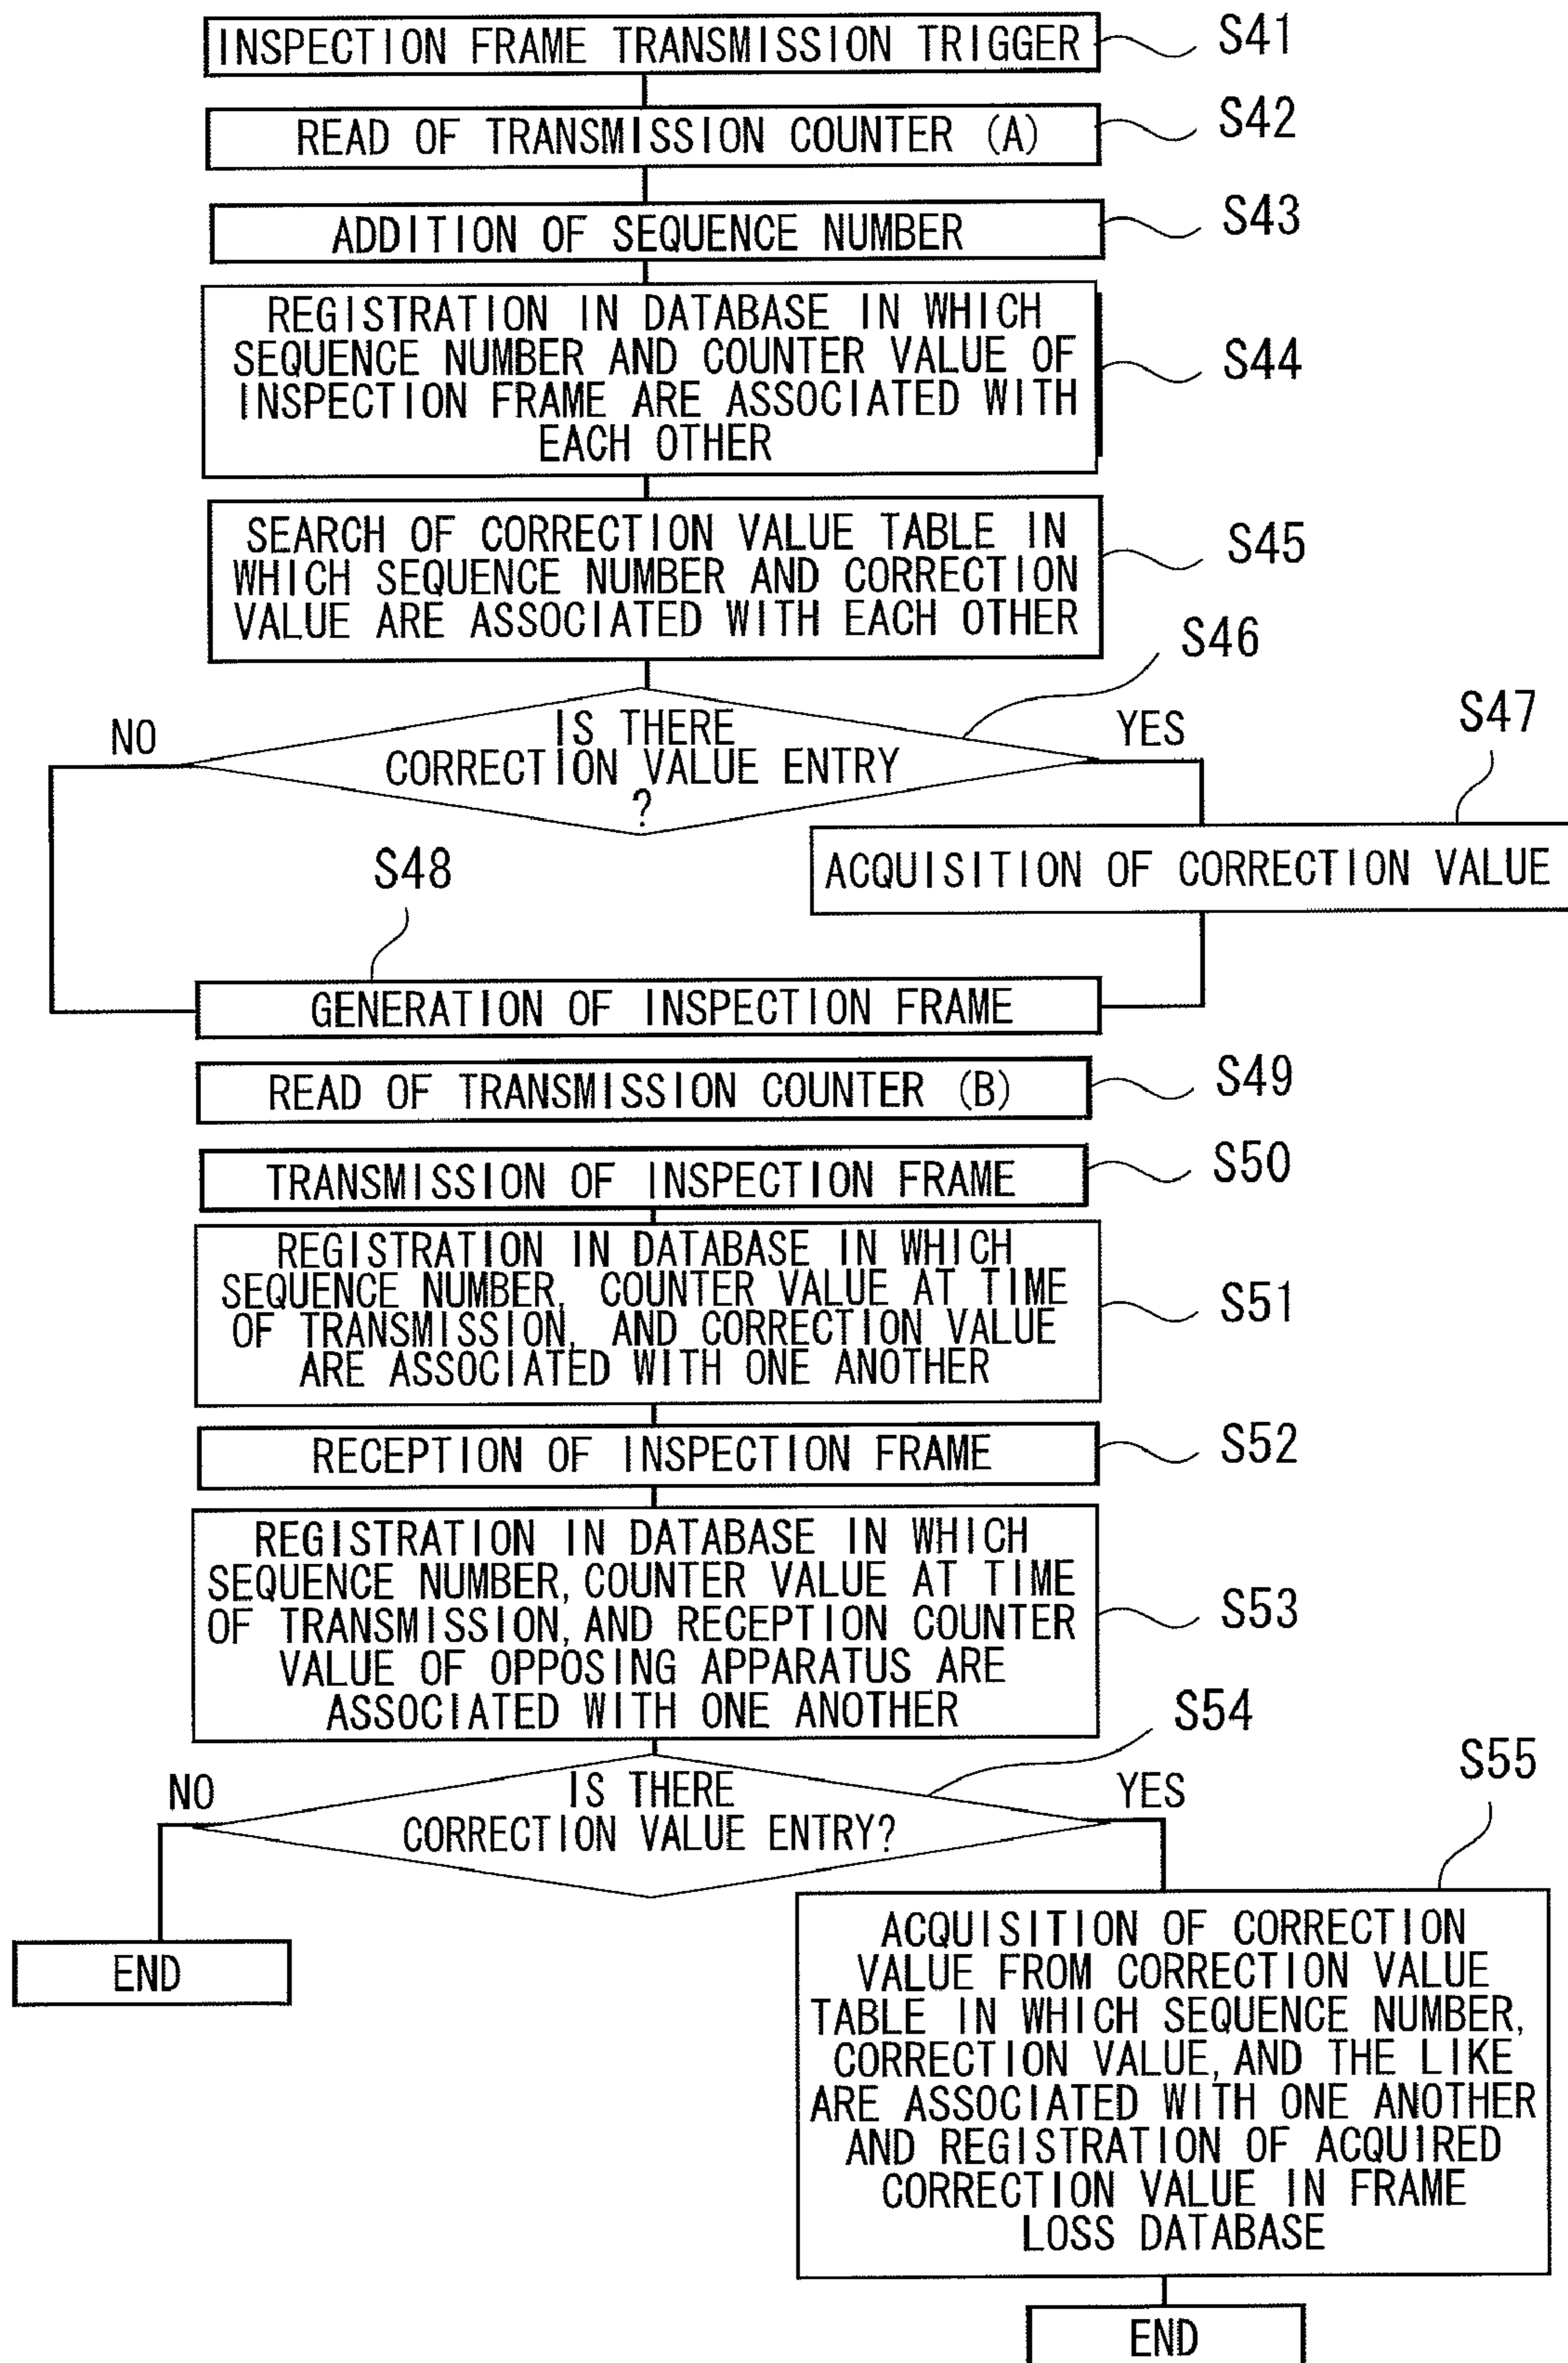 INSPECTION FRAME TRANSMISSION TRIGGER
S41
READ OF TRANSMISSION COUNTER (A)
S42
ADDITION OF SEQUENCE NUMBER
S43
REGISTRATION IN DATABASE IN WHICH
SEQUENCE NUMBER AND COUNTER VALUE OF
INSPECTION FRAME ARE ASSOCIATED WITH
EACH OTHER
S44
SEARCH OF CORRECTION VALUE TABLE IN
WHICH SEQUENCE NUMBER AND CORRECTION
VALUE ARE ASSOCIATED WITH EACH OTHER
S45
S46
NO
IS THERE
CORRECTION VALUE ENTRY
?
YES
S47
ACQUISITION OF CORRECTION VALUE
S48
GENERATION OF INSPECTION FRAME
READ OF TRANSMISSION COUNTER (B)
S49
TRANSMISSION OF INSPECTION FRAME
S50
REGISTRATION IN DATABASE IN WHICH
SEQUENCE NUMBER, COUNTER VALUE AT TIME
OF TRANSMISSION, AND CORRECTION VALUE
ARE ASSOCIATED WITH ONE ANOTHER
S51
RECEPTION OF INSPECTION FRAME
S52
REGISTRATION IN DATABASE IN WHICH
SEQUENCE NUMBER, COUNTER VALUE AT TIME
OF TRANSMISSION, AND RECEPTION COUNTER
VALUE OF OPPOSING APPARATUS ARE
ASSOCIATED WITH ONE ANOTHER
S53
S54
NO
IS THERE
CORRECTION VALUE ENTRY?
YES
S55
END
ACQUISITION OF CORRECTION
VALUE FROM CORRECTION VALUE
TABLE IN WHICH SEQUENCE NUMBER,
CORRECTION VALUE, AND THE LIKE
ARE ASSOCIATED WITH ONE ANOTHER
AND REGISTRATION OF ACQUIRED
CORRECTION VALUE IN FRAME
LOSS DATABASE
END